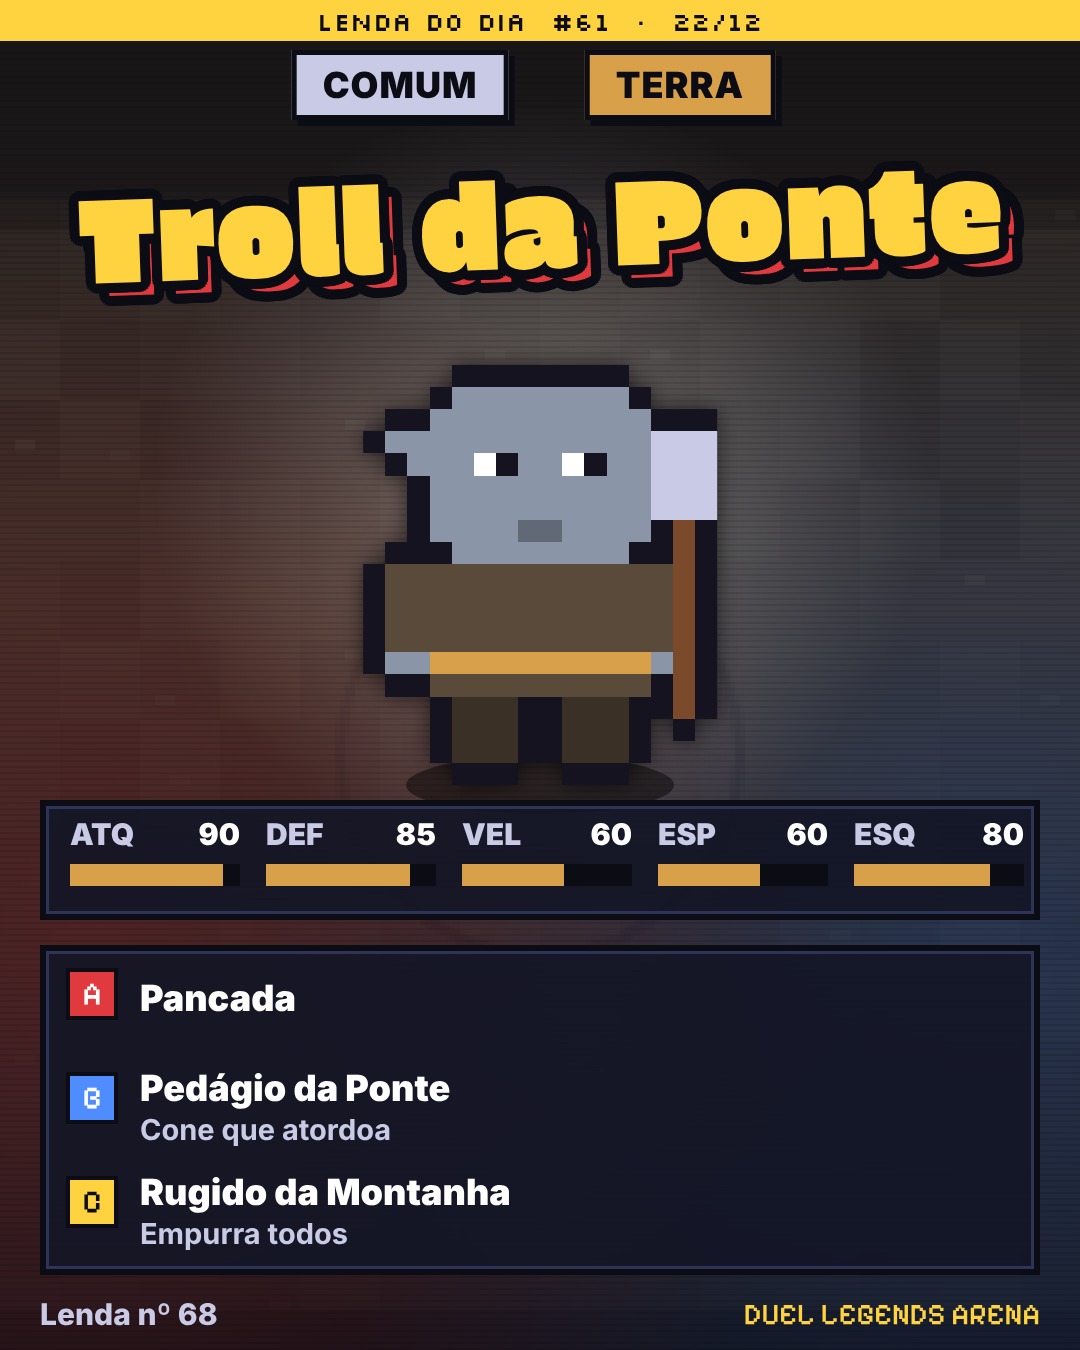 LENDA DO DIA #61 · 22/12
COMUM TERRA
Troll da Ponte
ATQ 90 DEF 85 VEL 60 ESP 60 ESQ 80
A Pancada
B Pedágio da Ponte
Cone que atordoa
C Rugido da Montanha
Empurra todos
Lenda nº 68 DUEL LEGENDS ARENA